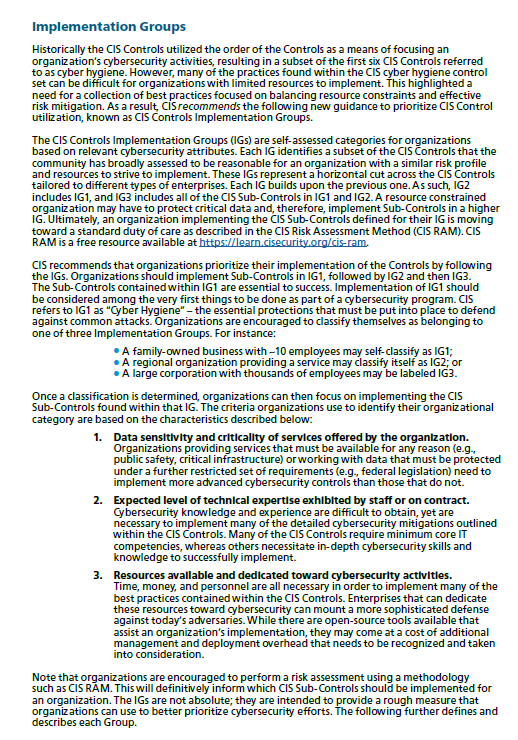 Implementation Groups
Historically the CIS Controls utilized the order of the Controls as a means of focusing an
organization's cybersecurity activities, resulting in a subset of the first six CIS Controls referred
to as cyber hygiene. However, many of the practices found within the CIS cyber hygiene control
set can be difficult for organizations with limited resources to implement. This highlighted a
need for a collection of best practices focused on balancing resource constraints and effective
risk mitigation. As a result, CIS recommends the following new guidance to prioritize CIS Control
utilization, known as CIS Controls Implementation Groups.
The CIS Controls Implementation Groups (IGs) are self-assessed categories for organizations
based on relevant cybersecurity attributes. Each IG identifies a subset of the CIS Controls that the
community has broadly assessed to be reasonable for an organization with a similar risk profile
and resources to strive to implement. These IGs represent a horizontal cut across the CIS Controls
tailored to different types of enterprises. Each IG builds upon the previous one. As such, IG2
includes IG1, and IG3 includes all of the CIS Sub-Controls in IG1 and IG2. A resource constrained
organization may have to protect critical data and, therefore, implement Sub-Controls in a higher
IG. Ultimately, an organization implementing the CIS Sub-Controls defined for their IG is moving
toward a standard duty of care as described in the CIS Risk Assessment Method (CIS RAM). CIS
RAM is a free resource available at https://learn.cisecurity.org/cis-ram.
CIS recommends that organizations prioritize their implementation of the Controls by following
the IGs. Organizations should implement Sub-Controls in IG1, followed by IG2 and then IG3.
The Sub-Controls contained within IG1 are essential to success. Implementation of IG1 should
be considered among the very first things to be done as part of a cybersecurity program. CIS
refers to IG1 as "Cyber Hygiene" – the essential protections that must be put into place to defend
against common attacks. Organizations are encouraged to classify themselves as belonging to
one of three Implementation Groups. For instance:
• A family-owned business with ~10 employees may self-classify as IG1;
• A regional organization providing a service may classify itself as IG2; or
• A large corporation with thousands of employees may be labeled IG3.
Once a classification is determined, organizations can then focus on implementing the CIS
Sub-Controls found within that IG. The criteria organizations use to identify their organizational
category are based on the characteristics described below:
1. Data sensitivity and criticality of services offered by the organization.
Organizations providing services that must be available for any reason (e.g.,
public safety, critical infrastructure) or working with data that must be protected
under a further restricted set of requirements (e.g., federal legislation) need to
implement more advanced cybersecurity controls than those that do not.
2. Expected level of technical expertise exhibited by staff or on contract.
Cybersecurity knowledge and experience are difficult to obtain, yet are
necessary to implement many of the detailed cybersecurity mitigations outlined
within the CIS Controls. Many of the CIS Controls require minimum core IT
competencies, whereas others necessitate in-depth cybersecurity skills and
knowledge to successfully implement.
3. Resources available and dedicated toward cybersecurity activities.
Time, money, and personnel are all necessary in order to implement many of the
best practices contained within the CIS Controls. Enterprises that can dedicate
these resources toward cybersecurity can mount a more sophisticated defense
against today's adversaries. While there are open-source tools available that
assist an organization's implementation, they may come at a cost of additional
management and deployment overhead that needs to be recognized and taken
into consideration.
Note that organizations are encouraged to perform a risk assessment using a methodology
such as CIS RAM. This will definitively inform which CIS Sub-Controls should be implemented for
an organization. The IGs are not absolute; they are intended to provide a rough measure that
organizations can use to better prioritize cybersecurity efforts. The following further defines and
describes each Group.